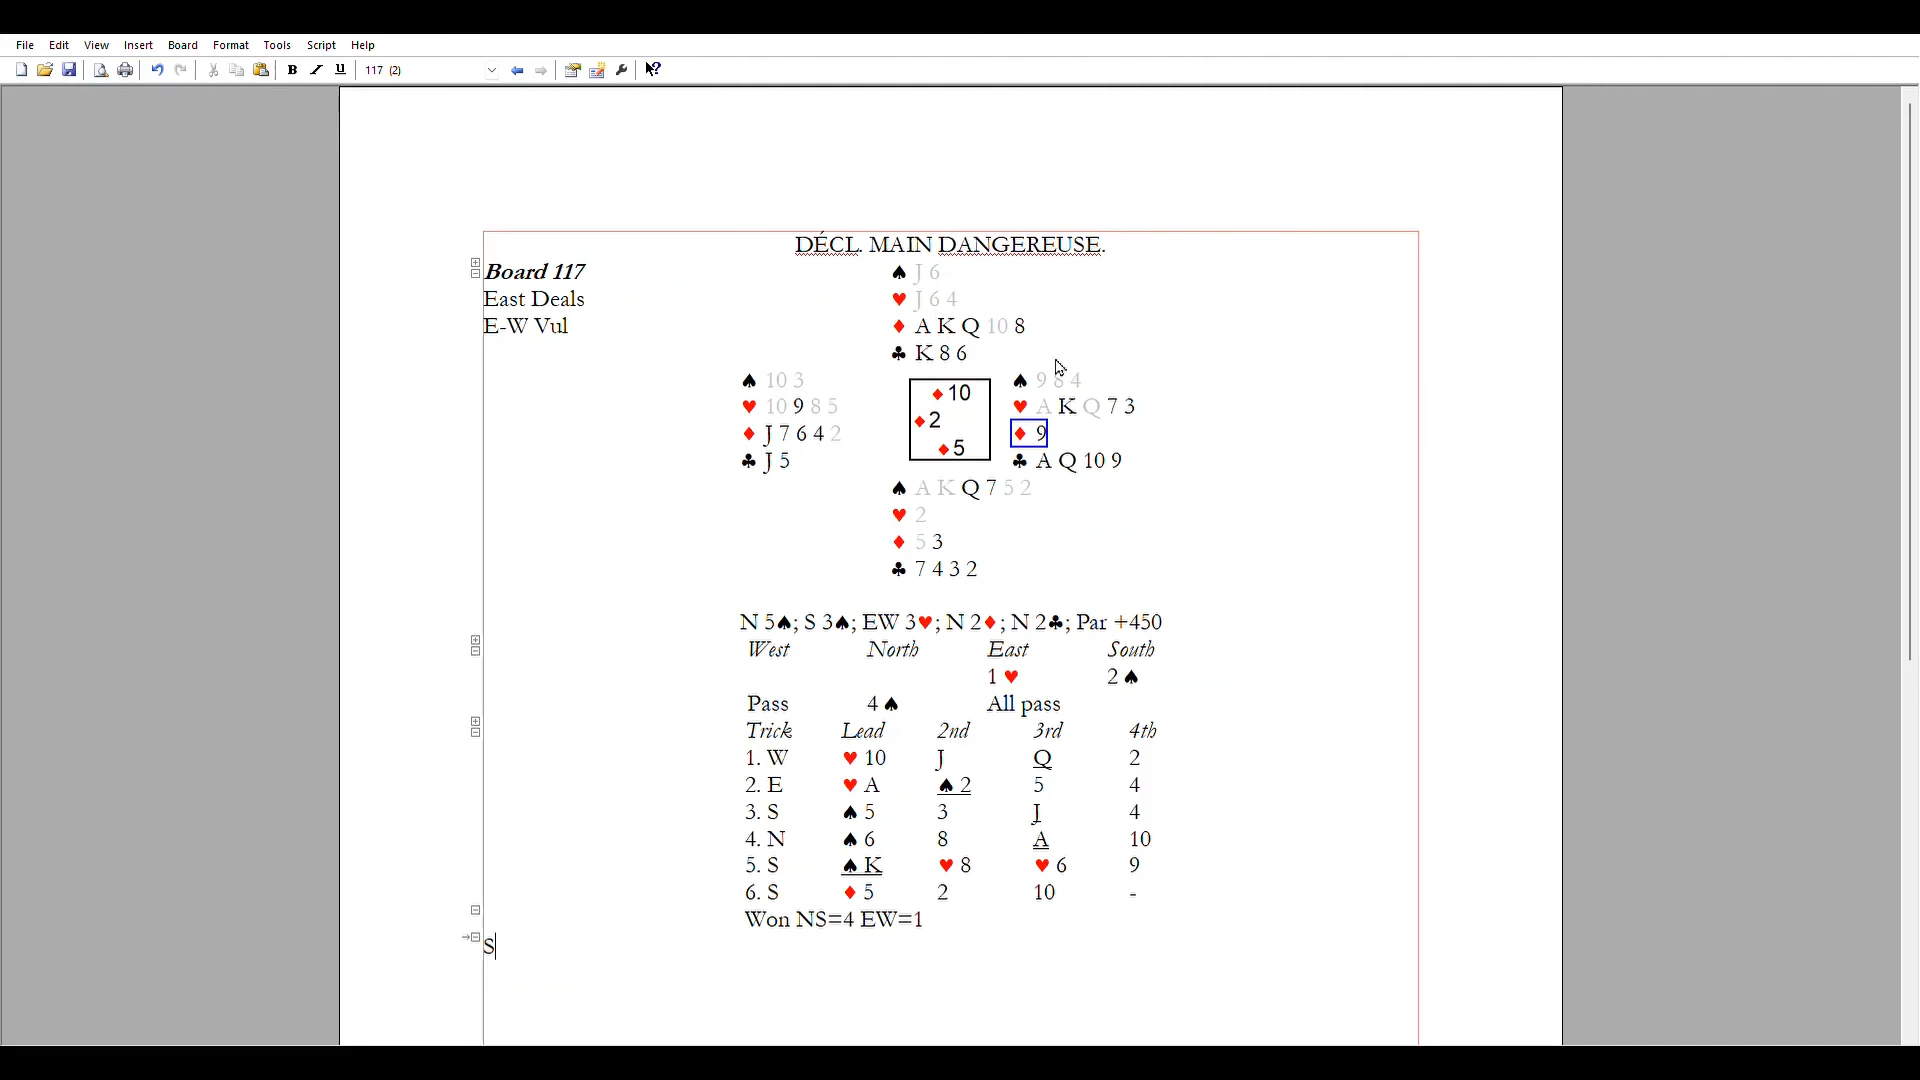 File Edit View Insert Board Format Tools Script Help
B I U 117 (2)
DÉCL. MAIN DANGEREUSE.
Board 117
East Deals
E-W Vul
♠ J 6
♥ J 6 4
♦ A K Q 10 8
♣ K 8 6
♠ 10 3
♥ 10 9 8 5
♦ J 7 6 4 2
♣ J 5
♦ 10
♦ 2
♦ 5
♠ 9 8 4
♥ A K Q 7 3
♦ 9
♣ A Q 10 9
♠ A K Q 7 5 2
♥ 2
♦ 5 3
♣ 7 4 3 2
N 5♠; S 3♠; EW 3♥; N 2♦; N 2♣; Par +450
West North East South
1 ♥ 2 ♠
Pass 4 ♠ All pass
Trick Lead 2nd 3rd 4th
1. W ♥ 10 J Q 2
2. E ♥ A ♠ 2 5 4
3. S ♠ 5 3 J 4
4. N ♠ 6 8 A 10
5. S ♠ K ♥ 8 ♥ 6 9
6. S ♦ 5 2 10 -
Won NS=4 EW=1
S